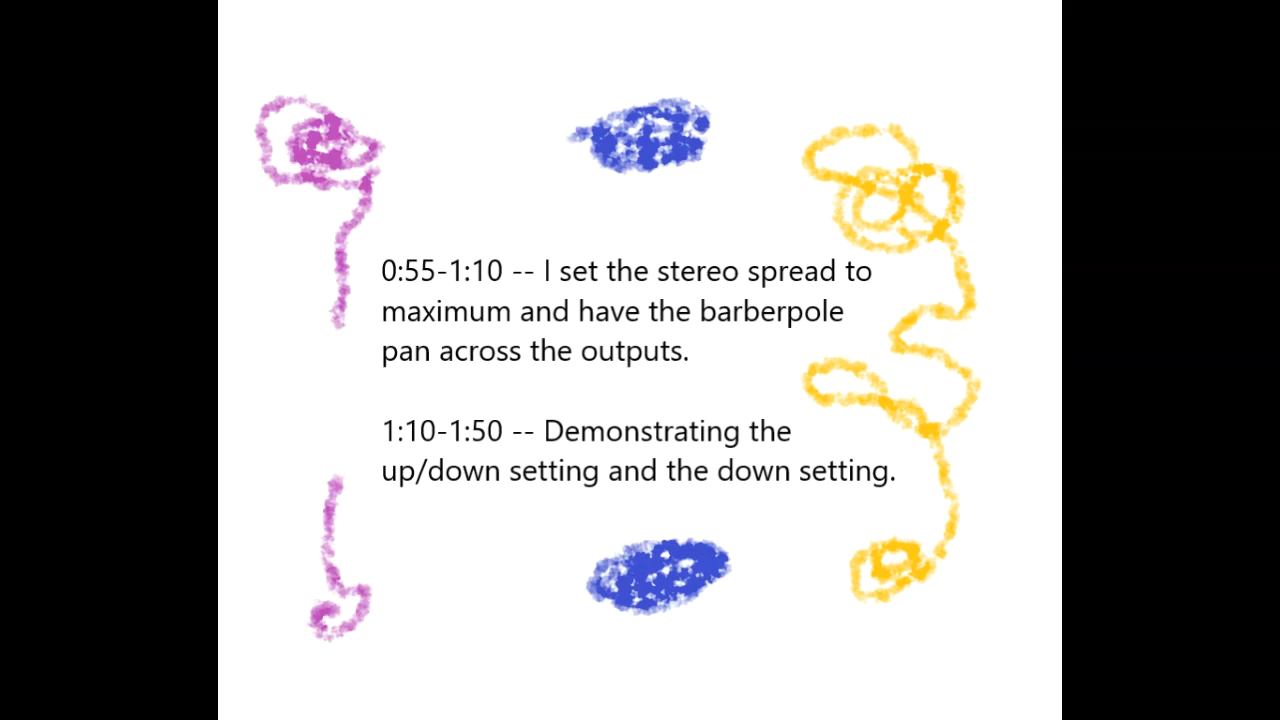 0:55-1:10 -- I set the stereo spread to
maximum and have the barberpole
pan across the outputs.
1:10-1:50 -- Demonstrating the
up/down setting and the down setting.